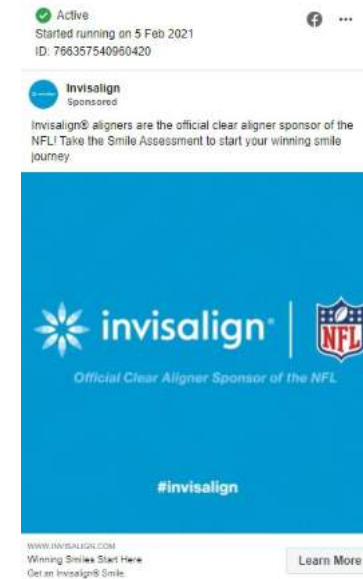 Active
Started running on 5 Feb 2021
ID: 766357540960420
Invisalign
Sponsored
Invisalign® aligners are the official clear aligner sponsor of the
NFL! Take the Smile Assessment to start your winning smile
journey.
invisalign® | NFL
Official Clear Aligner Sponsor of the NFL
#invisalign
WWW.INVISALIGN.COM
Winning Smiles Start Here
Get an Invisalign® Smile.
Learn More